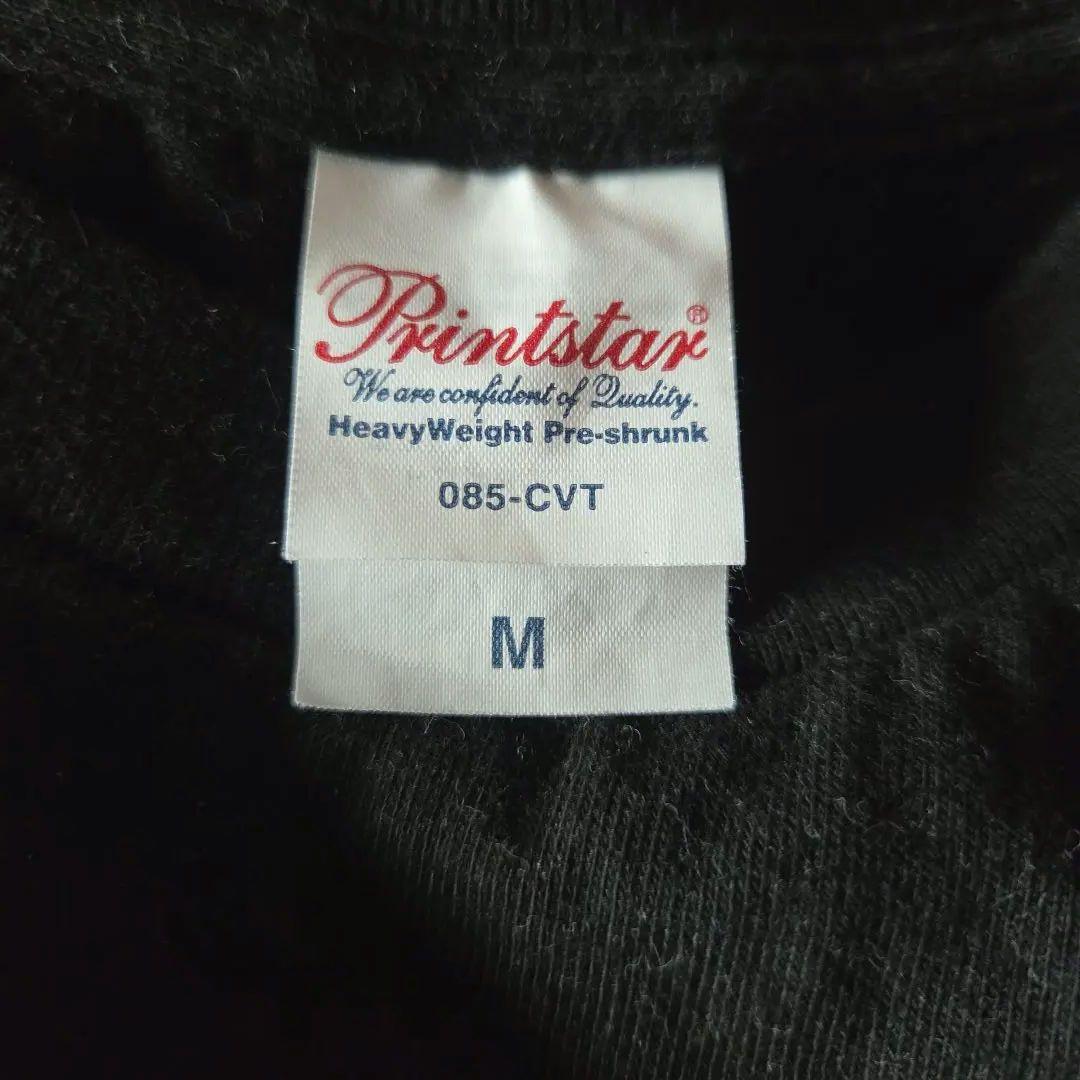 Printstar®
We are confident of Quality.
HeavyWeight Pre-shrunk
085-CVT
M